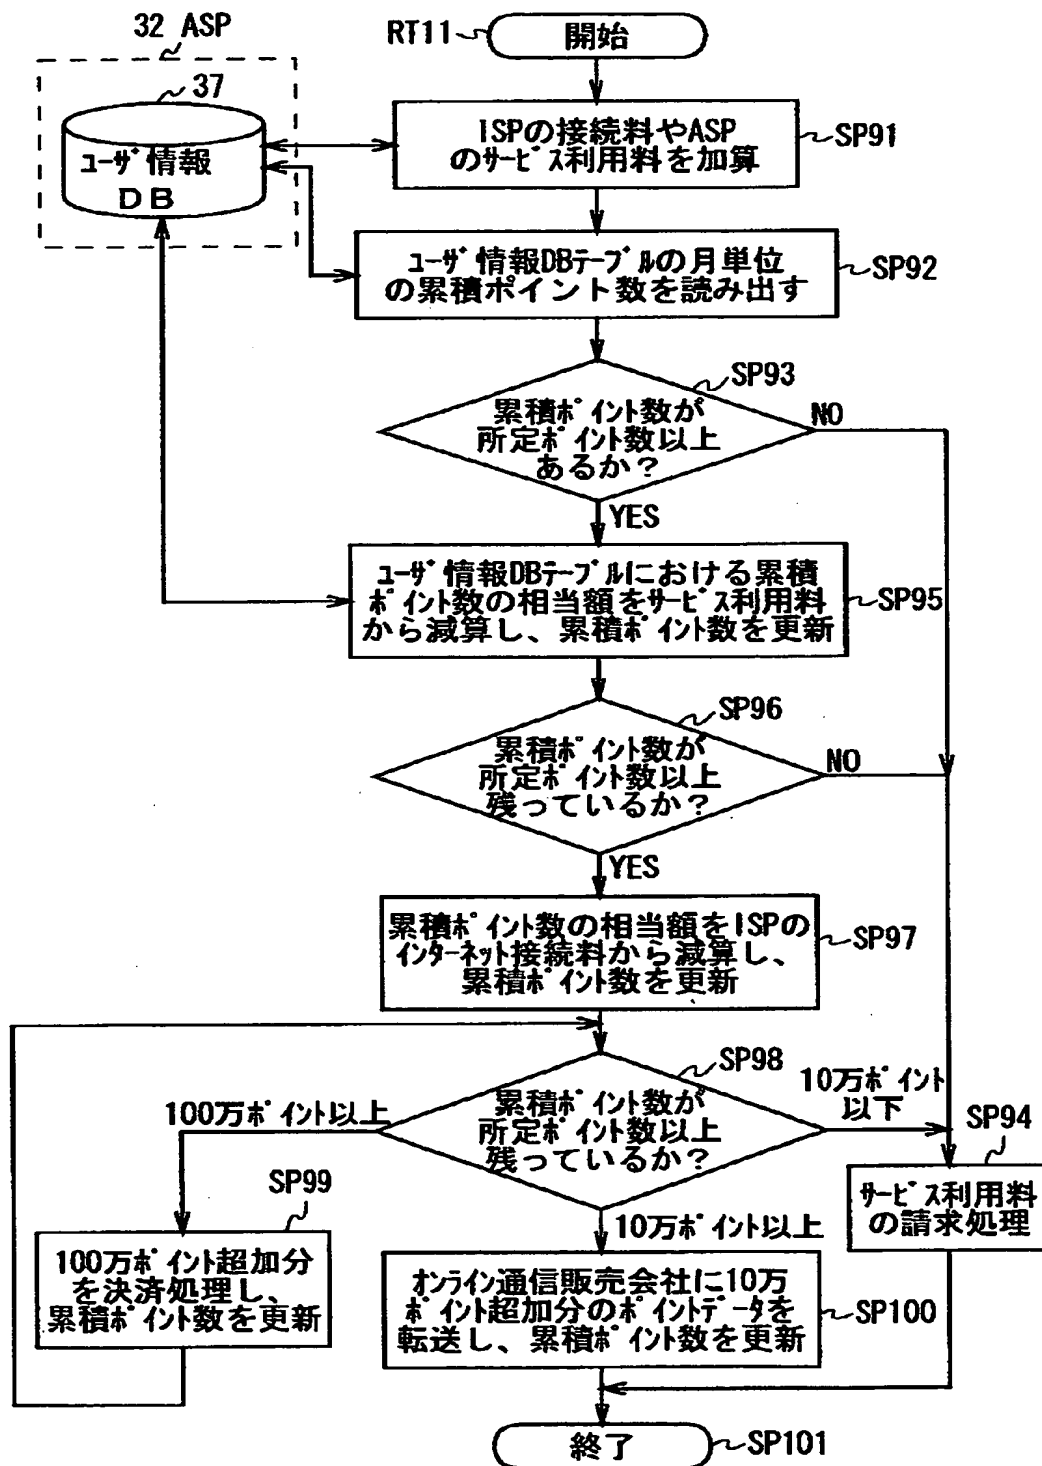 32 ASP
37
ﾕｰｻﾞ情報
DB
RT11
開始
ISPの接続料やASP
のｻｰﾋﾞｽ利用料を加算
SP91
ﾕｰｻﾞ情報DBﾃｰﾌﾞﾙの月単位
の累積ポイント数を読み出す
SP92
SP93
累積ﾎﾟｲﾝﾄ数が
所定ﾎﾟｲﾝﾄ数以上
あるか？
NO
YES
ﾕｰｻﾞ情報DBﾃｰﾌﾞﾙにおける累積
ﾎﾟｲﾝﾄ数の相当額をｻｰﾋﾞｽ利用料
から減算し、累積ﾎﾟｲﾝﾄ数を更新
SP95
SP96
累積ﾎﾟｲﾝﾄ数が
所定ﾎﾟｲﾝﾄ数以上
残っているか？
NO
YES
累積ﾎﾟｲﾝﾄ数の相当額をISPの
ｲﾝﾀｰﾈｯﾄ接続料から減算し、
累積ﾎﾟｲﾝﾄ数を更新
SP97
SP98
累積ﾎﾟｲﾝﾄ数が
所定ﾎﾟｲﾝﾄ数以上
残っているか？
100万ﾎﾟｲﾝﾄ以上
10万ﾎﾟｲﾝﾄ
以下
SP94
ｻｰﾋﾞｽ利用料
の請求処理
SP99
100万ﾎﾟｲﾝﾄ超加分
を決済処理し、
累積ﾎﾟｲﾝﾄ数を更新
10万ﾎﾟｲﾝﾄ以上
ｵﾝﾗｲﾝ通信販売会社に10万
ﾎﾟｲﾝﾄ超加分のﾎﾟｲﾝﾄﾃﾞｰﾀを
転送し、累積ﾎﾟｲﾝﾄ数を更新
SP100
終了
SP101